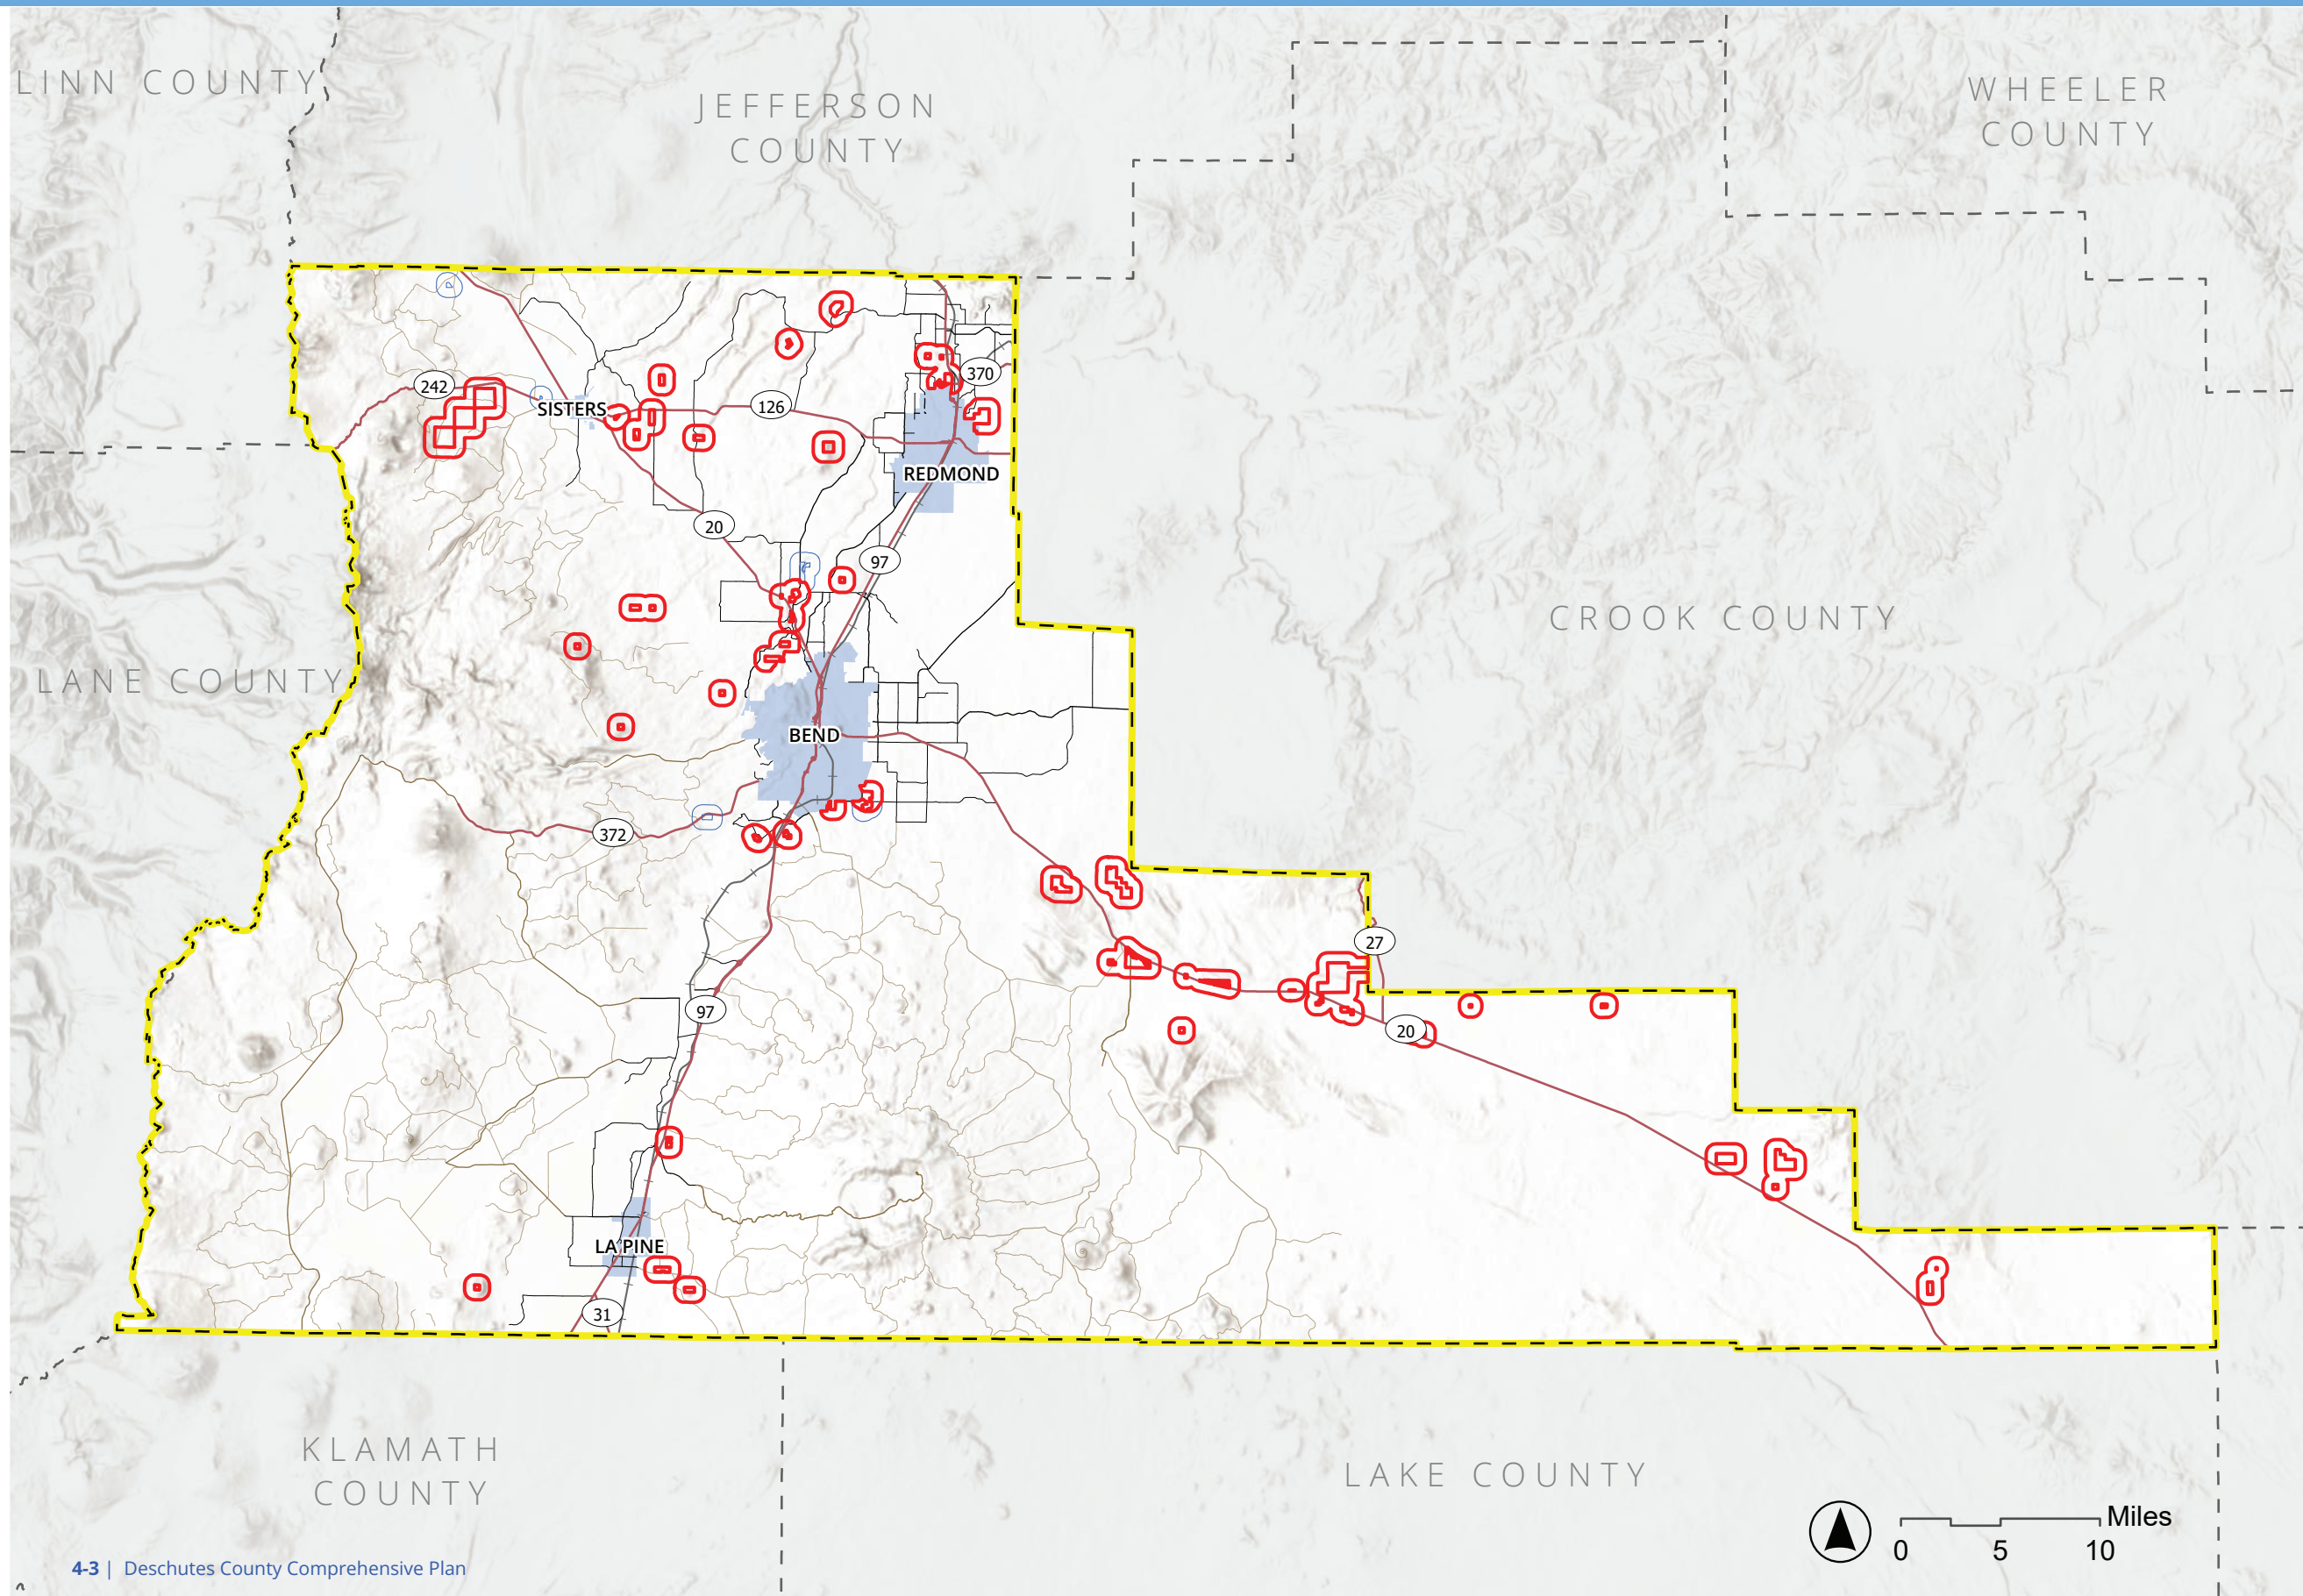 LINN COUNTY
JEFFERSON
COUNTY
WHEELER
COUNTY
242
SISTERS
126
370
REDMOND
20
97
CROOK COUNTY
LANE COUNTY
BEND
372
27
97
20
LA PINE
31
KLAMATH
COUNTY
LAKE COUNTY
Miles
0 5 10
4-3 | Deschutes County Comprehensive Plan